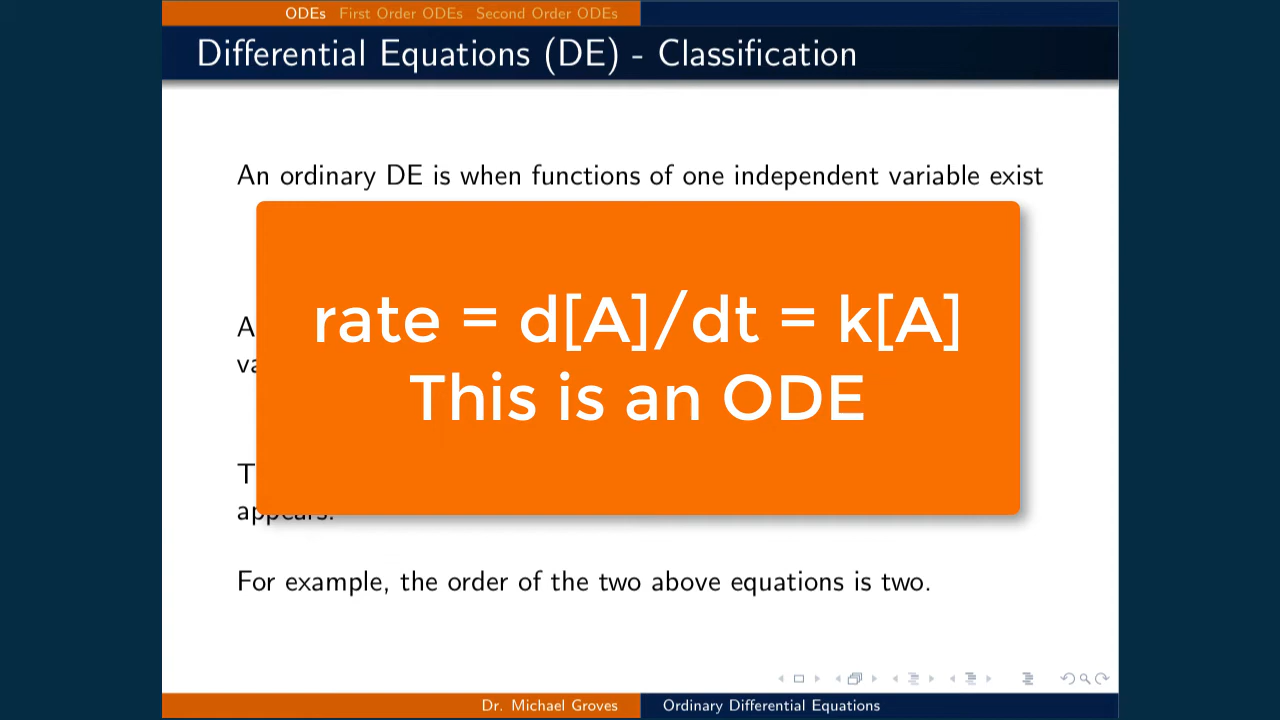 ODEs First Order ODEs Second Order ODEs
Differential Equations (DE) - Classification
An ordinary DE is when functions of one independent variable exist
rate = d[A]/dt = k[A]
This is an ODE
appears.
For example, the order of the two above equations is two.
Dr. Michael Groves Ordinary Differential Equations